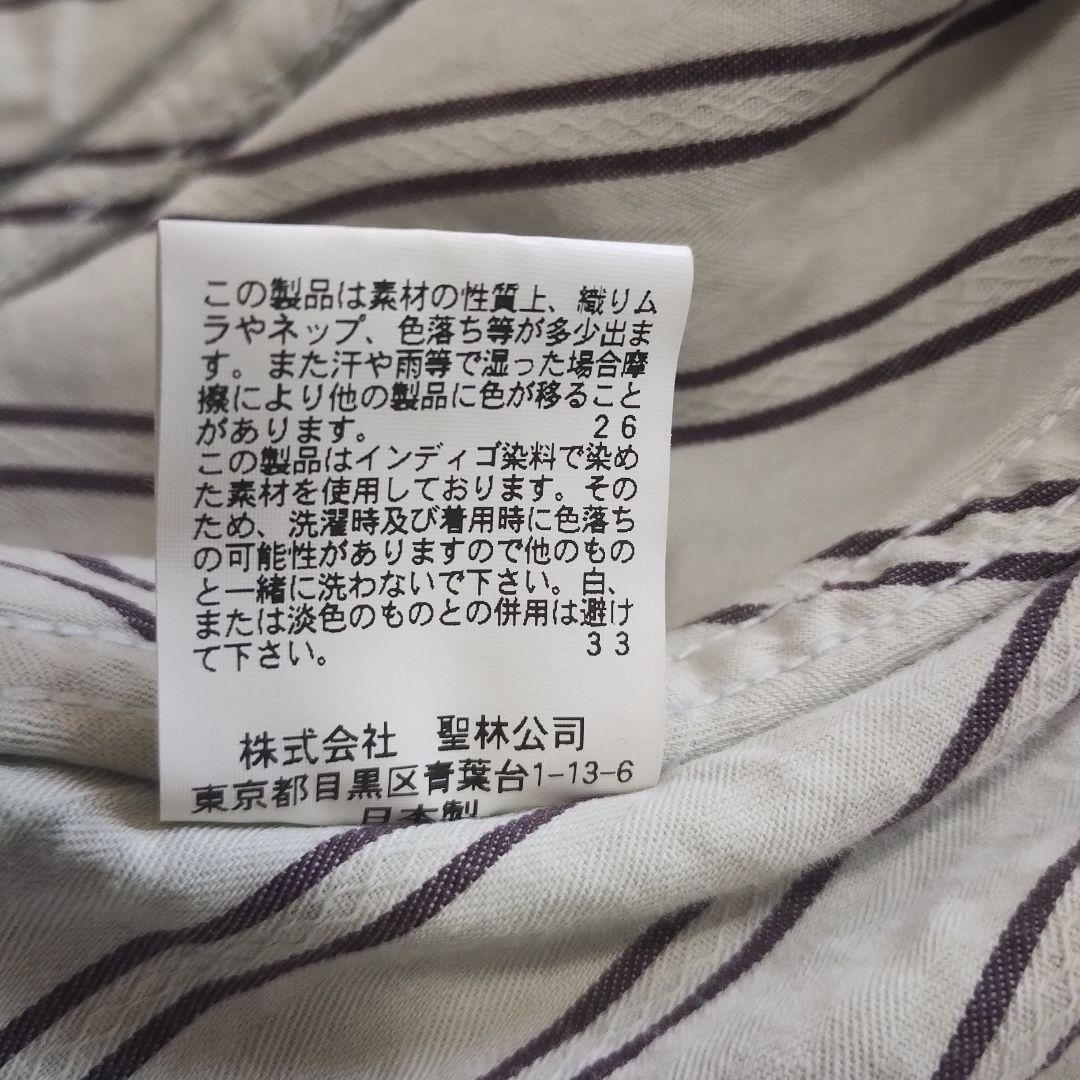 この製品は素材の性質上、織りム
ラやネップ、色落ち等が多少出ま
す。また汗や雨等で湿った場合摩
擦により他の製品に色が移ること
があります。 26
この製品はインディゴ染料で染め
た素材を使用しております。その
ため、洗濯時及び着用時に色落ち
の可能性がありますので他のもの
と一緒に洗わないで下さい。白、
または淡色のものとの併用は避け
て下さい。 33
株式会社 聖林公司
東京都目黒区青葉台1-13-6
日本製